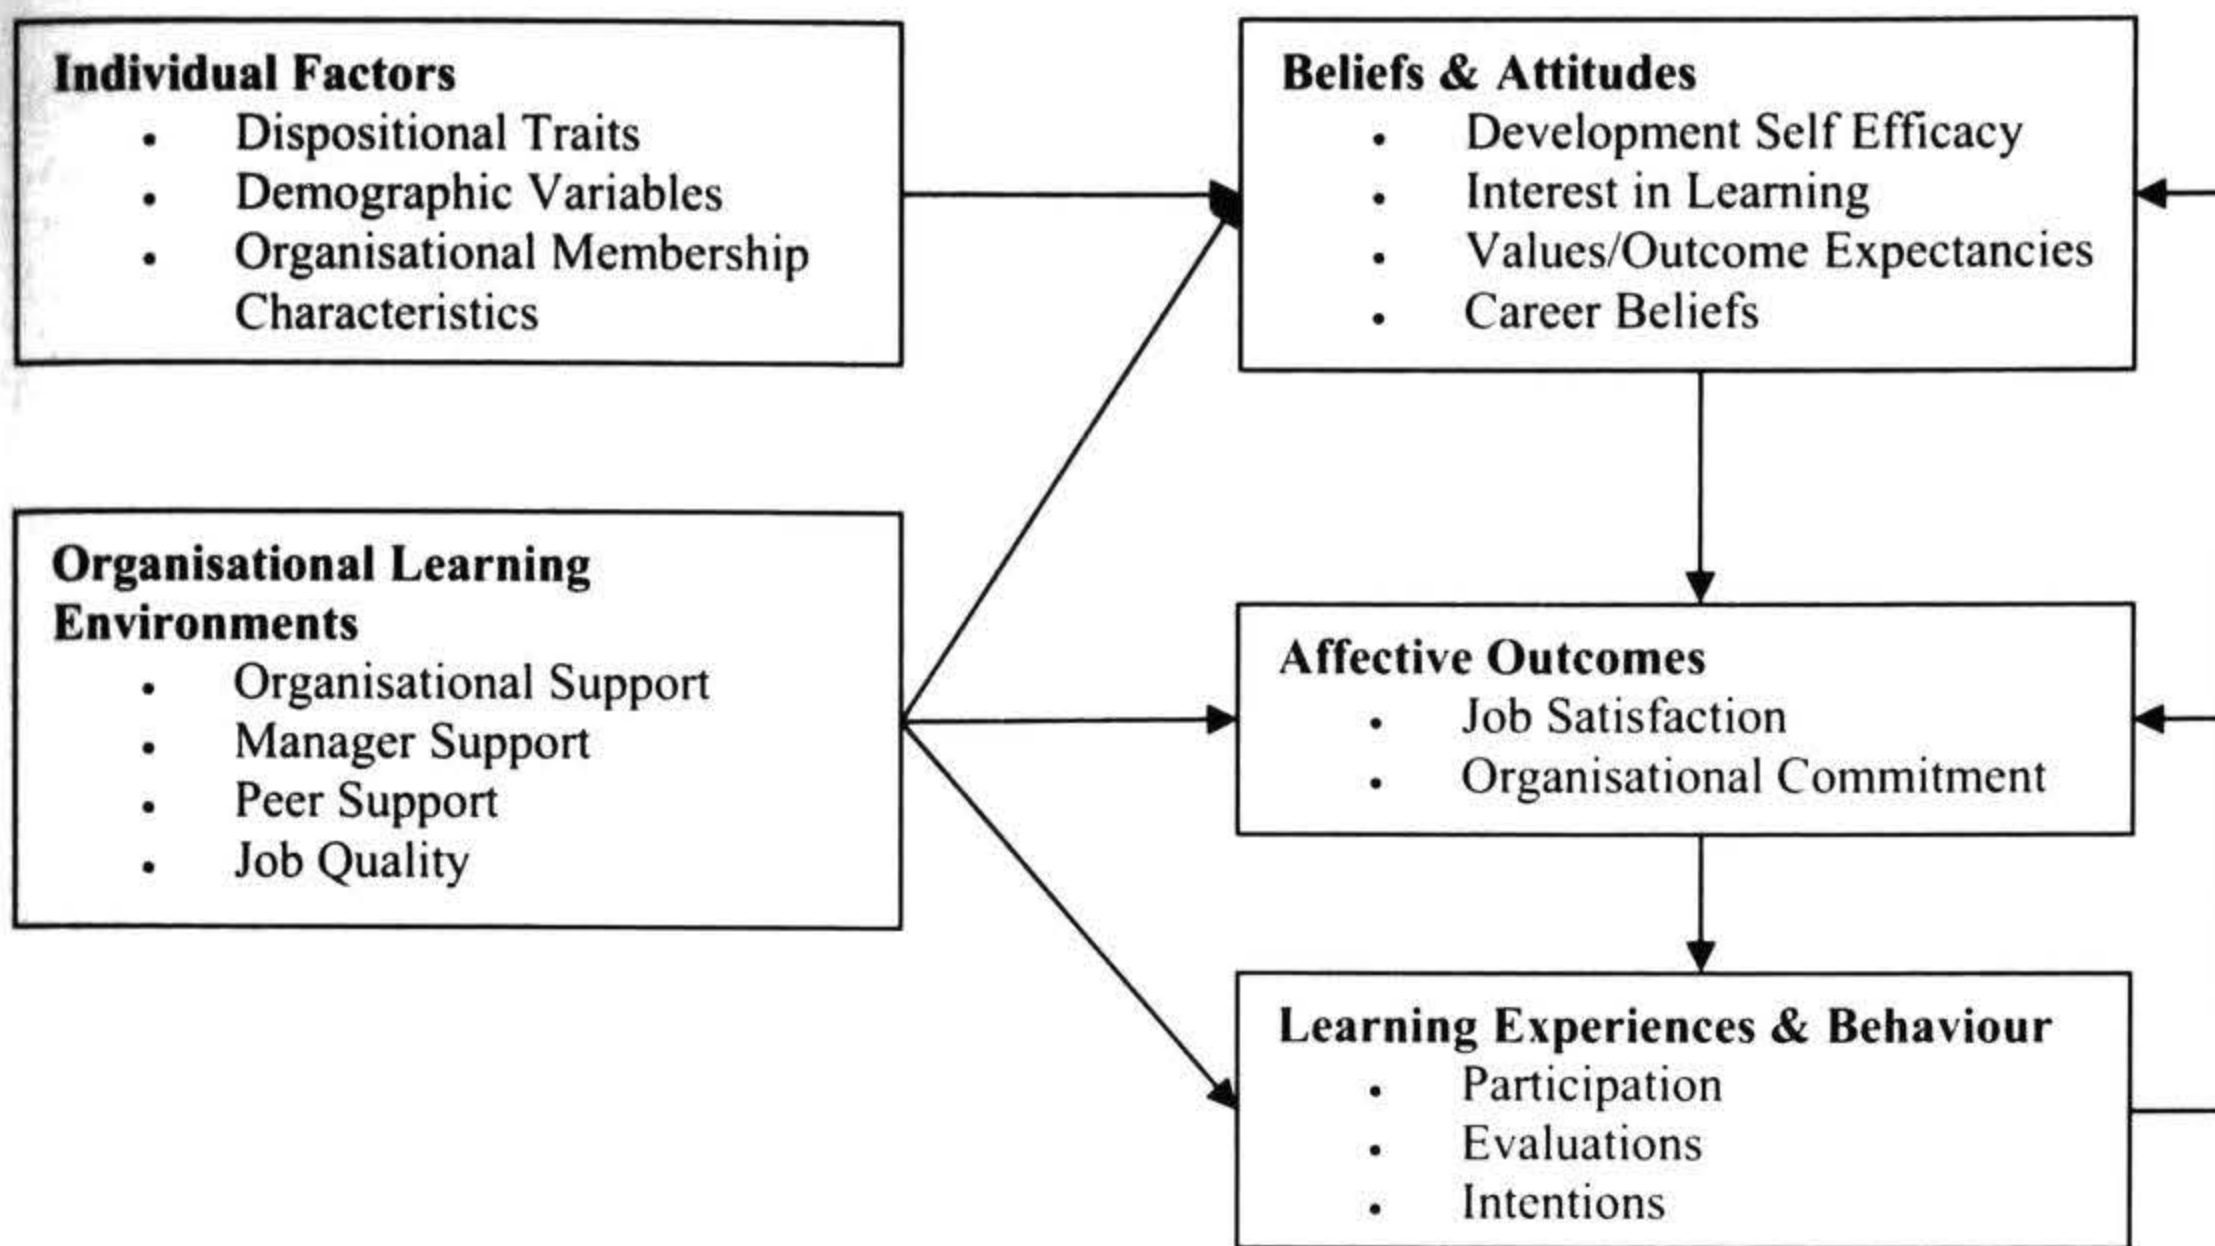 Individual Factors
• Dispositional Traits
• Demographic Variables
• Organisational Membership
Characteristics
Beliefs & Attitudes
• Development Self Efficacy
• Interest in Learning
• Values/Outcome Expectancies
• Career Beliefs
Organisational Learning
Environments
• Organisational Support
• Manager Support
• Peer Support
• Job Quality
Affective Outcomes
• Job Satisfaction
• Organisational Commitment
Learning Experiences & Behaviour
• Participation
• Evaluations
• Intentions